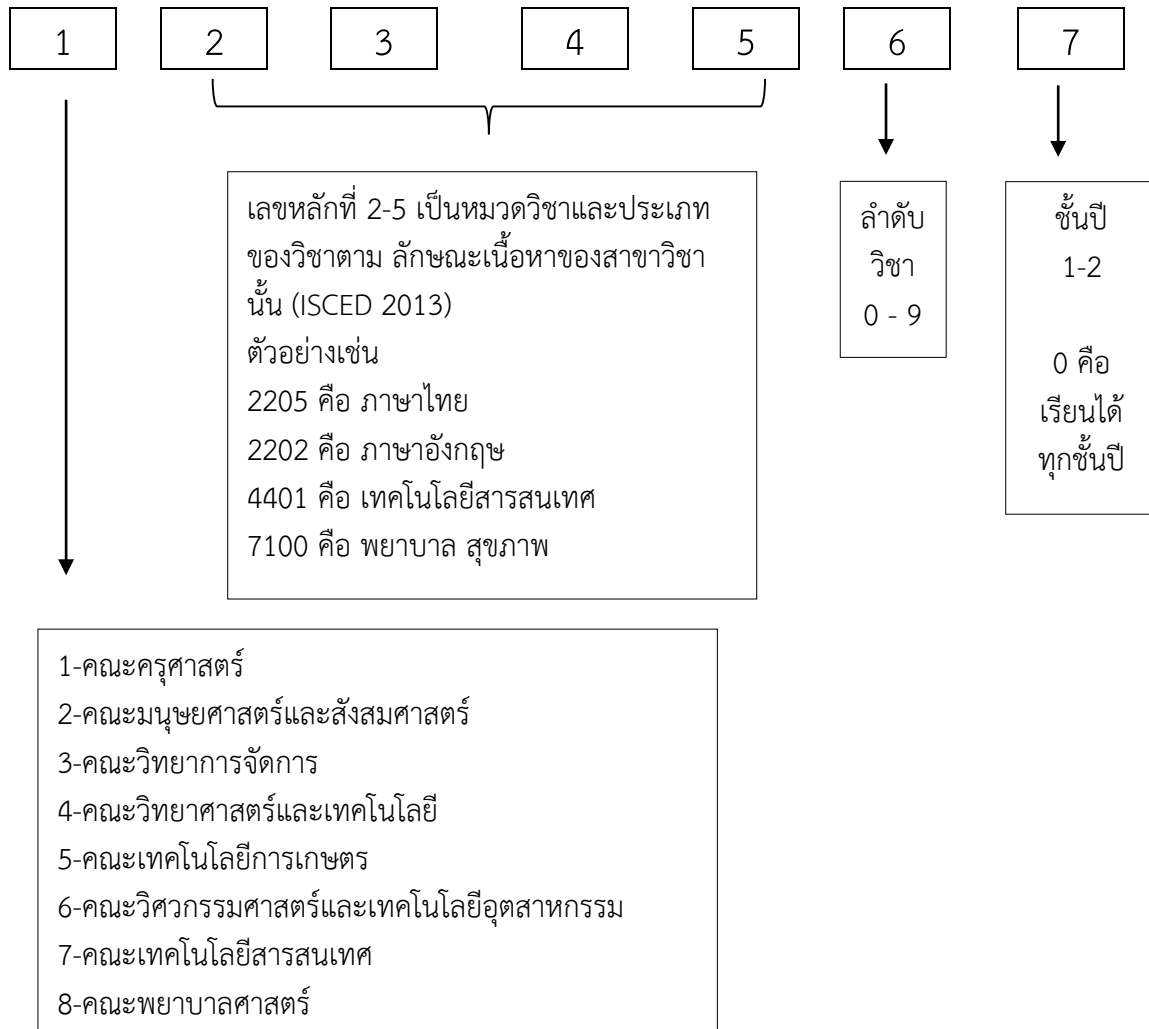 1 2 3 4 5 6 7
เลขหลักที่ 2-5 เป็นหมวดวิชาและประเภท
ของวิชาตาม ลักษณะเนื้อหาของสาขาวิชา
นั้น (ISCED 2013)
ตัวอย่างเช่น
2205 คือ ภาษาไทย
2202 คือ ภาษาอังกฤษ
4401 คือ เทคโนโลยีสารสนเทศ
7100 คือ พยาบาล สุขภาพ
ลำดับ
วิชา
0 - 9
ชั้นปี
1-2
0 คือ
เรียนได้
ทุกชั้นปี
1-คณะครุศาสตร์
2-คณะมนุษยศาสตร์และสังสมศาสตร์
3-คณะวิทยาการจัดการ
4-คณะวิทยาศาสตร์และเทคโนโลยี
5-คณะเทคโนโลยีการเกษตร
6-คณะวิศวกรรมศาสตร์และเทคโนโลยีอุตสาหกรรม
7-คณะเทคโนโลยีสารสนเทศ
8-คณะพยาบาลศาสตร์